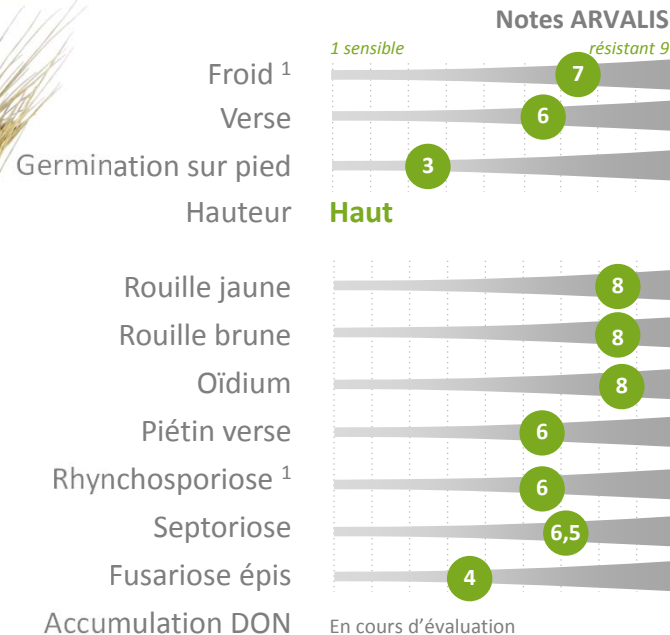 Notes ARVALIS
1 sensible résistant 9
Froid 1 7
Verse 6
Germination sur pied 3
Hauteur Haut
Rouille jaune 8
Rouille brune 8
Oïdium 8
Piétin verse 6
Rhynchosporiose 1 6
Septoriose 6,5
Fusariose épis 4
Accumulation DON En cours d'évaluation